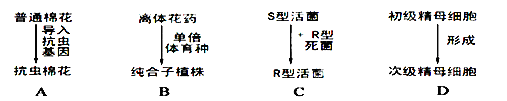 普通棉花
导入
抗虫
基因
抗虫棉花
A
离体花药
单倍
体育种
纯合子植株
B
S型活菌
+ R型
死菌
R型活菌
C
初级精母细胞
形成
次级精母细胞
D